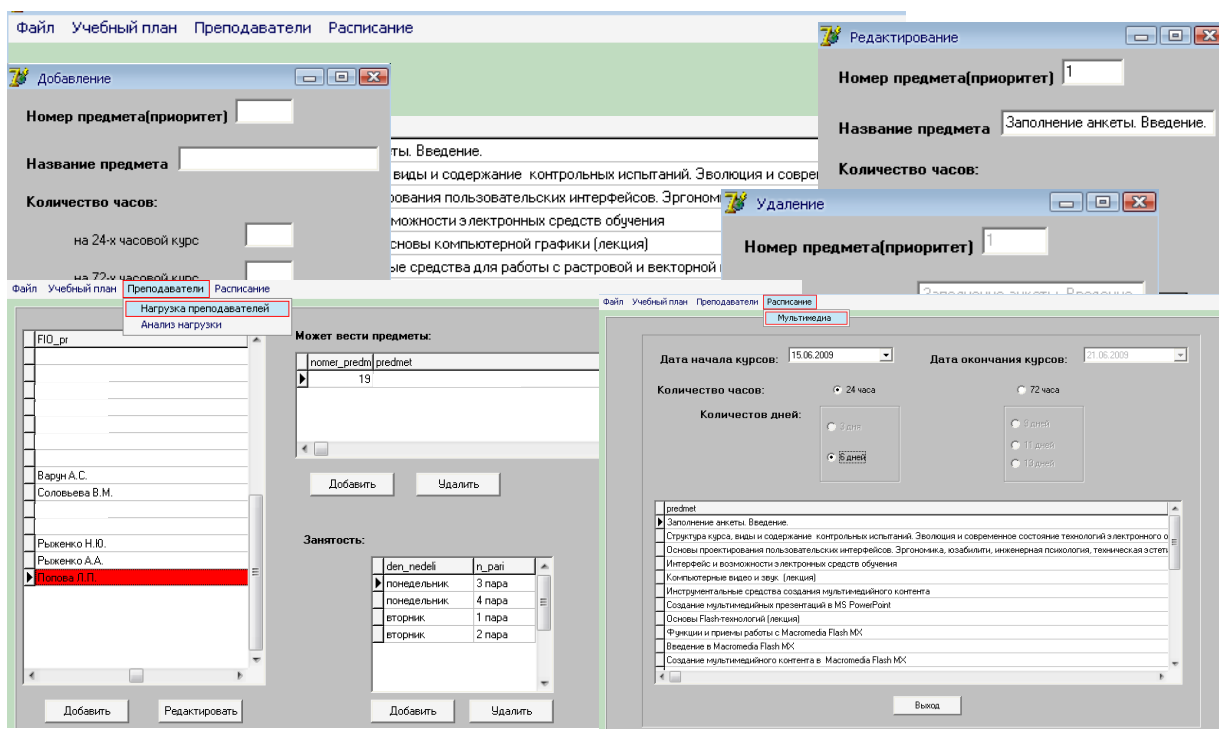 Файл Учебный план Преподаватели Расписание
Редактирование
Номер предмета(приоритет) 1
Название предмета Заполнение анкеты. Введение.
Количество часов:
Добавление
Номер предмета(приоритет)
Название предмета
Количество часов:
на 24-х часовой курс
на 72-х часовой курс
ты. Введение.
виды и содержание контрольных испытаний. Эволюция и совре
рования пользовательских интерфейсов. Эргоном
зможности электронных средств обучения
сновы компьютерной графики (лекция)
ые средства для работы с растровой и векторной
Удаление
Номер предмета(приоритет) 1
Заполнение анкеты. Введение.
Файл Учебный план Преподаватели Расписание
Нагрузка преподавателей
Анализ нагрузки
FIO_pr
Варун А.С.
Соловьева В.М.
Рыженко Н.Ю.
Рыженко А.А.
Попова Л.П.
Добавить Редактировать
Может вести предметы:
nomer_predm predmet
19
Добавить Удалить
Занятость:
den_nedeli n_pari
понедельник 3 пара
понедельник 4 пара
вторник 1 пара
вторник 2 пара
Добавить Удалить
Файл Учебный план Преподаватели Расписание
Мультимедиа
Дата начала курсов: 15.06.2009 Дата окончания курсов: 21.06.2009
Количество часов: 24 часа 72 часа
Количестов дней:
3 дня
6 дней
9 дней
11 дней
13 дней
predmet
Заполнение анкеты. Введение.
Структура курса, виды и содержание контрольных испытаний. Эволюция и современное состояние технологий электронного о
Основы проектирования пользовательских интерфейсов. Эргономика, юзабилити, инженерная психология, техническая эстети
Интерфейс и возможности электронных средств обучения
Компьютерные видео и звук (лекция)
Инструментальные средства создания мультимедийного контента
Создание мультимедийных презентаций в MS PowerPoint
Основы Flash-технологий (лекция)
Функции и приемы работы с Macromedia Flash MX
Введение в Macromedia Flash MX
Создание мультимедийного контента в Macromedia Flash MX
Выход